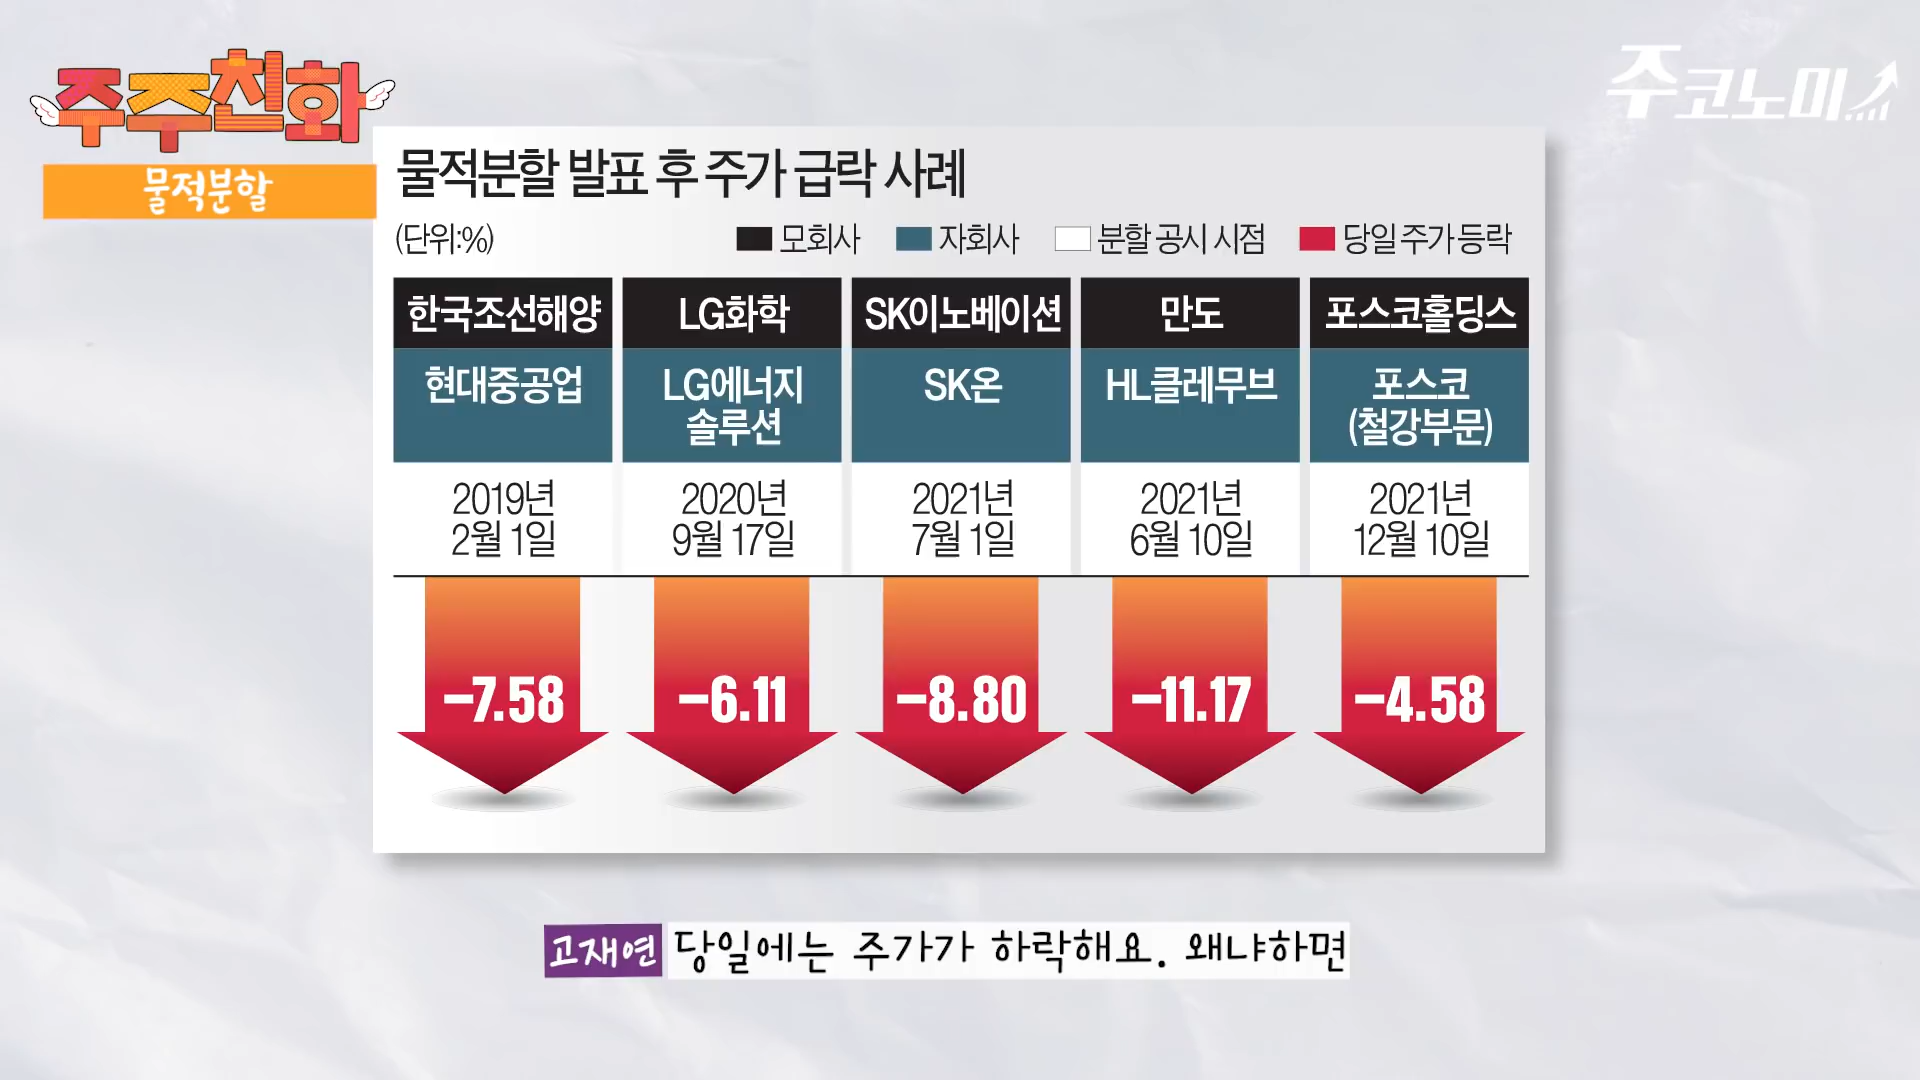 주주친화
주코노미
물적분할
물적분할 발표 후 주가 급락 사례
(단위:%)
모회사 자회사 분할 공시 시점 당일 주가 등락
한국조선해양 LG화학 SK이노베이션 만도 포스코홀딩스
현대중공업 LG에너지 솔루션 SK온 HL클레무브 포스코 (철강부문)
2019년 2월 1일 2020년 9월 17일 2021년 7월 1일 2021년 6월 10일 2021년 12월 10일
–7.58 –6.11 –8.80 –11.17 –4.58
고재연 당일에는 주가가 하락해요. 왜냐하면